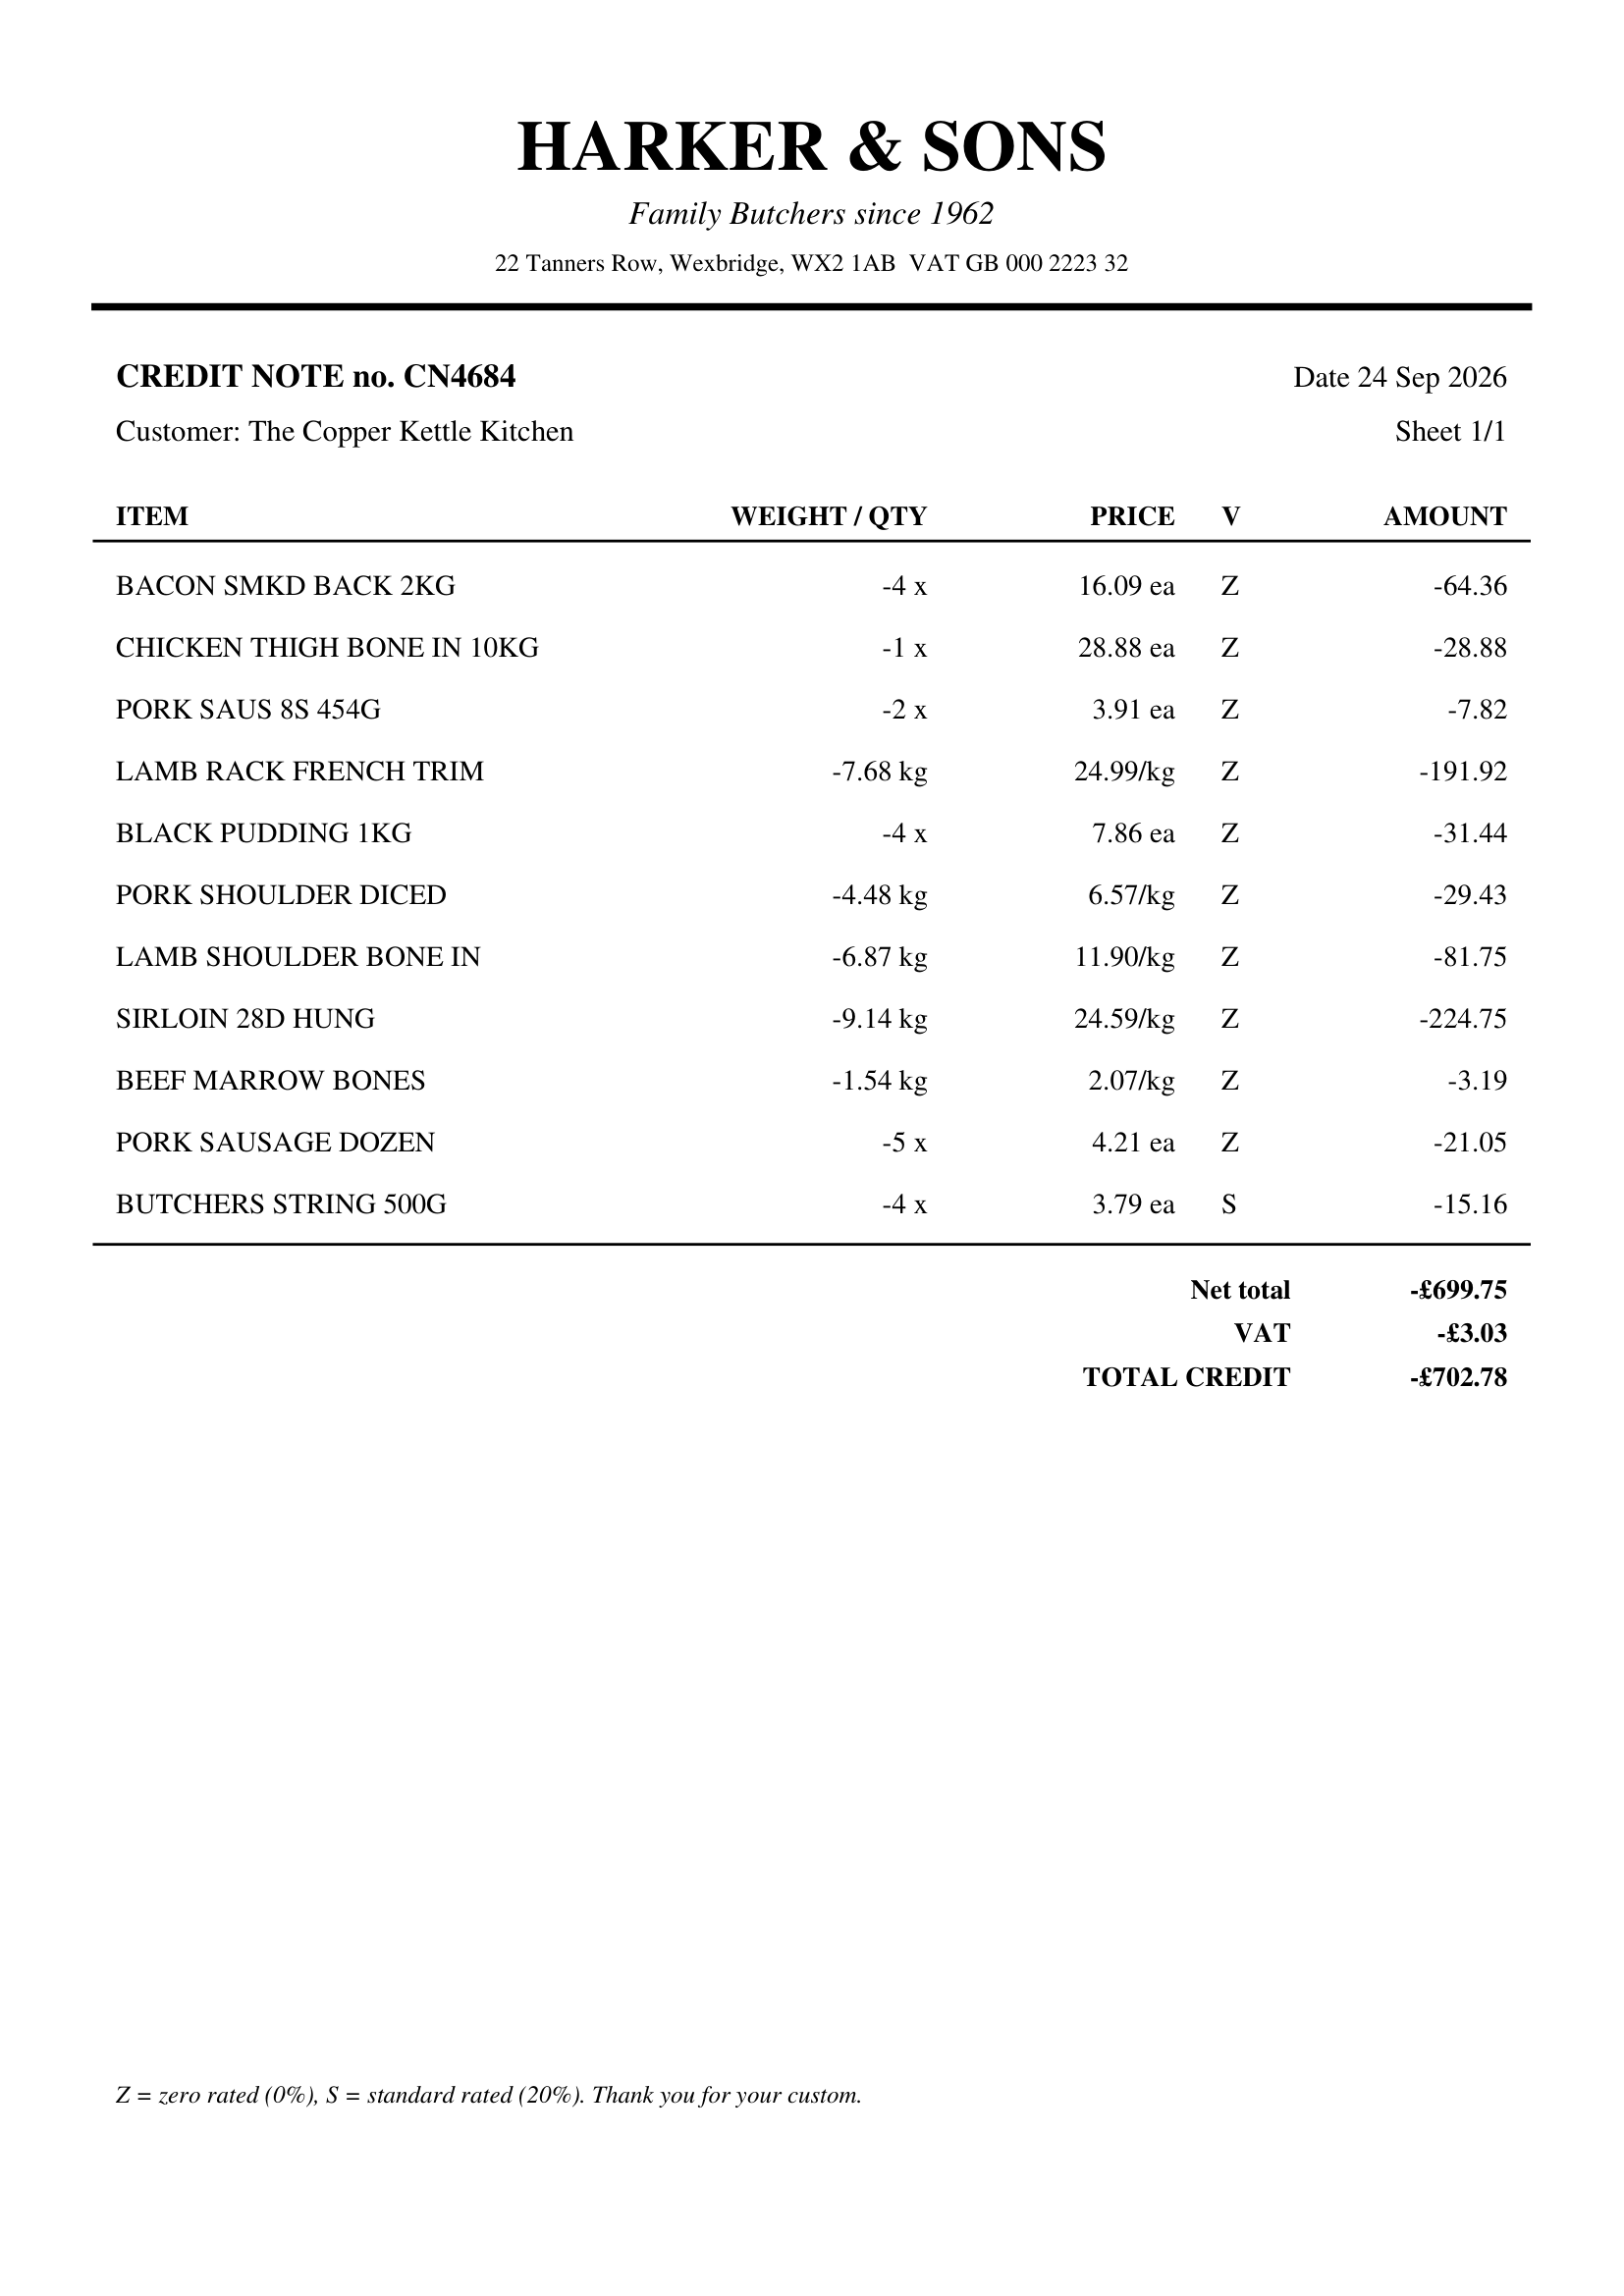 HARKER & SONS
Family Butchers since 1962
22 Tanners Row, Wexbridge, WX2 1AB  VAT GB 000 2223 32
CREDIT NOTE no. CN4684 Date 24 Sep 2026
Customer: The Copper Kettle Kitchen Sheet 1/1
ITEM WEIGHT / QTY PRICE V AMOUNT
BACON SMKD BACK 2KG -4 x 16.09 ea Z -64.36
CHICKEN THIGH BONE IN 10KG -1 x 28.88 ea Z -28.88
PORK SAUS 8S 454G -2 x 3.91 ea Z -7.82
LAMB RACK FRENCH TRIM -7.68 kg 24.99/kg Z -191.92
BLACK PUDDING 1KG -4 x 7.86 ea Z -31.44
PORK SHOULDER DICED -4.48 kg 6.57/kg Z -29.43
LAMB SHOULDER BONE IN -6.87 kg 11.90/kg Z -81.75
SIRLOIN 28D HUNG -9.14 kg 24.59/kg Z -224.75
BEEF MARROW BONES -1.54 kg 2.07/kg Z -3.19
PORK SAUSAGE DOZEN -5 x 4.21 ea Z -21.05
BUTCHERS STRING 500G -4 x 3.79 ea S -15.16
Net total -£699.75
VAT -£3.03
TOTAL CREDIT -£702.78
Z = zero rated (0%), S = standard rated (20%). Thank you for your custom.